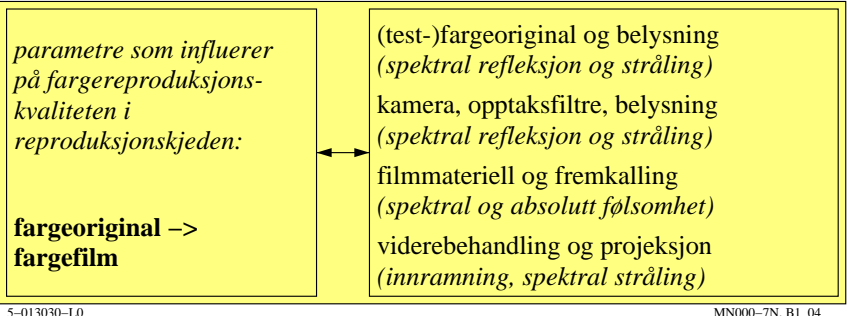 parametre som influerer
på fargereproduksjons-
kvaliteten i
reproduksjonskjeden:
fargeoriginal −>
fargefilm
(test-)fargeoriginal og belysning
(spektral refleksjon og stråling)
kamera, opptaksfiltre, belysning
(spektral refleksjon og stråling)
filmmateriell og fremkalling
(spektral og absolutt følsomhet)
viderebehandling og projeksjon
(innramning, spektral stråling)
5−013030−L0
MN000−7N, B1_04